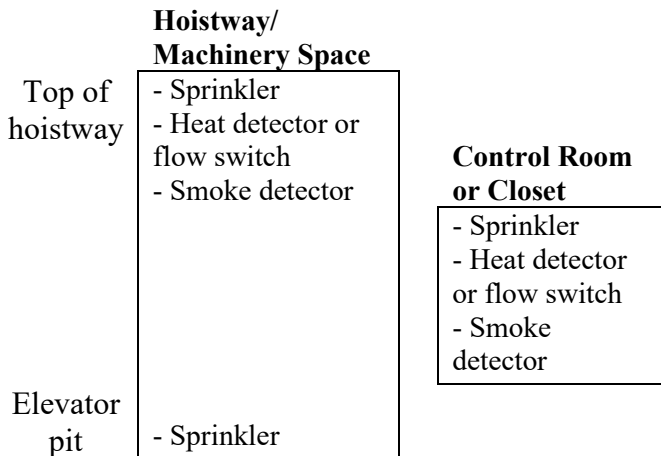 Hoistway/
Machinery Space
Top of
hoistway
- Sprinkler
- Heat detector or
flow switch
- Smoke detector
Control Room
or Closet
- Sprinkler
- Heat detector
or flow switch
- Smoke
detector
Elevator
pit
- Sprinkler